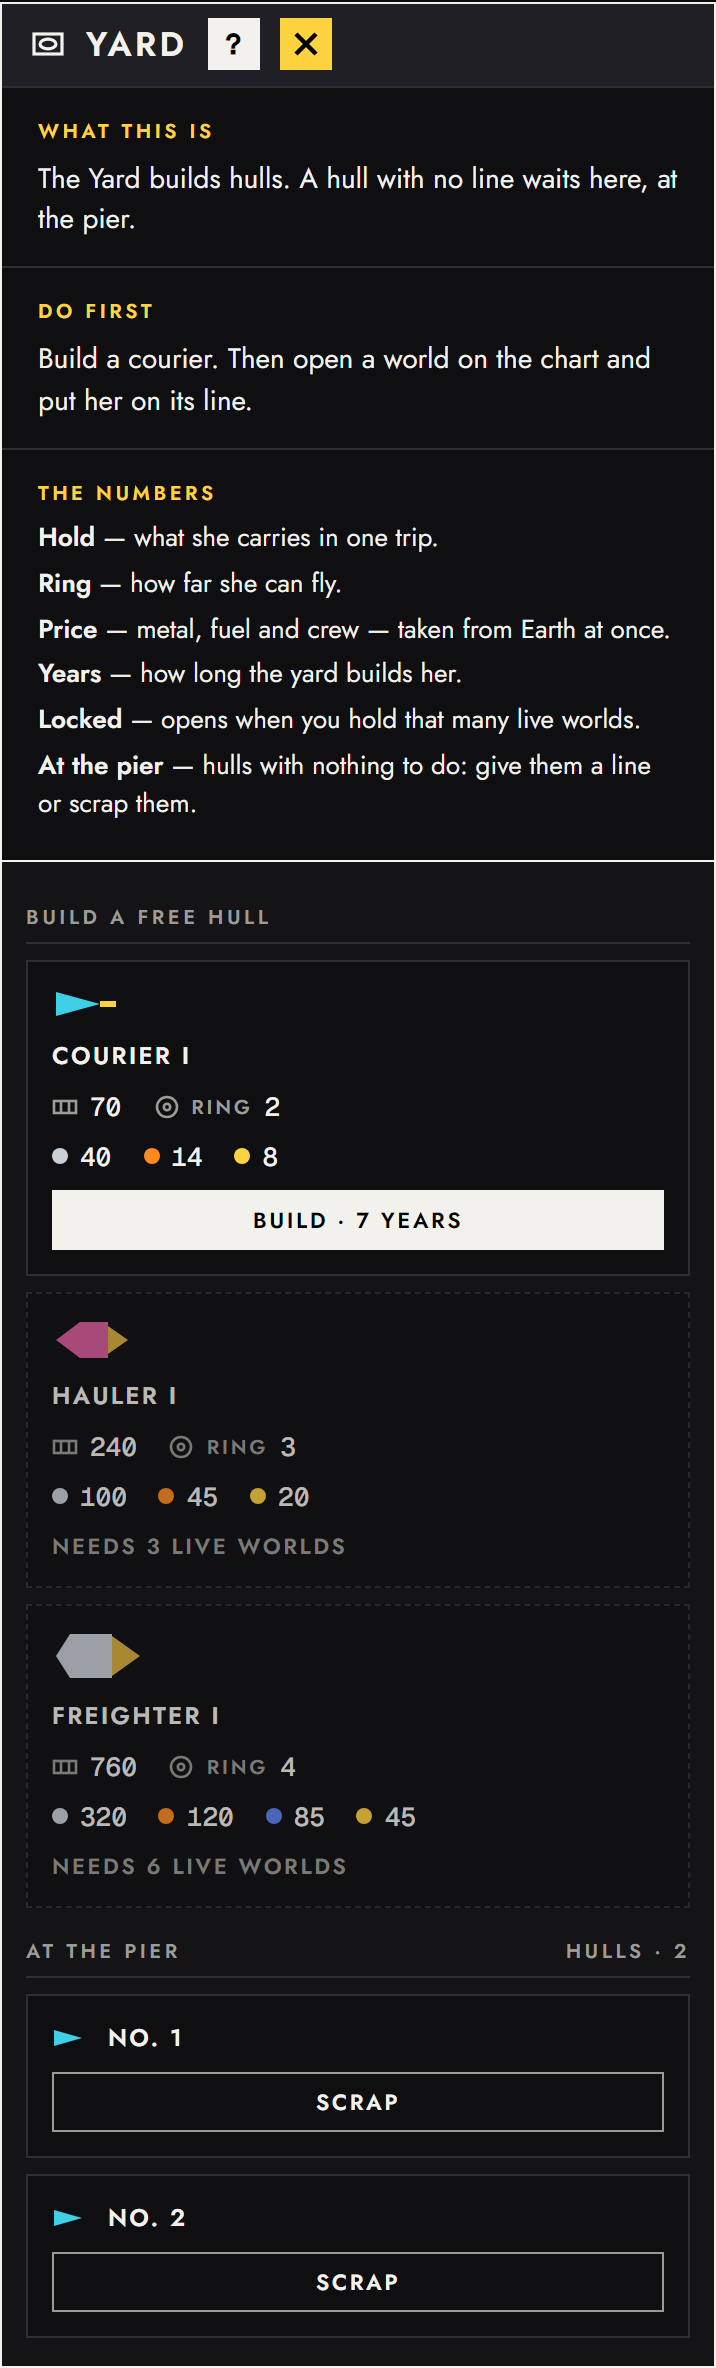 YARD ?
WHAT THIS IS
The Yard builds hulls. A hull with no line waits here, at
the pier.
DO FIRST
Build a courier. Then open a world on the chart and
put her on its line.
THE NUMBERS
Hold — what she carries in one trip.
Ring — how far she can fly.
Price — metal, fuel and crew — taken from Earth at once.
Years — how long the yard builds her.
Locked — opens when you hold that many live worlds.
At the pier — hulls with nothing to do: give them a line
or scrap them.
BUILD A FREE HULL
COURIER I
70 RING 2
40 14 8
BUILD · 7 YEARS
HAULER I
240 RING 3
100 45 20
NEEDS 3 LIVE WORLDS
FREIGHTER I
760 RING 4
320 120 85 45
NEEDS 6 LIVE WORLDS
AT THE PIER HULLS · 2
NO. 1
SCRAP
NO. 2
SCRAP